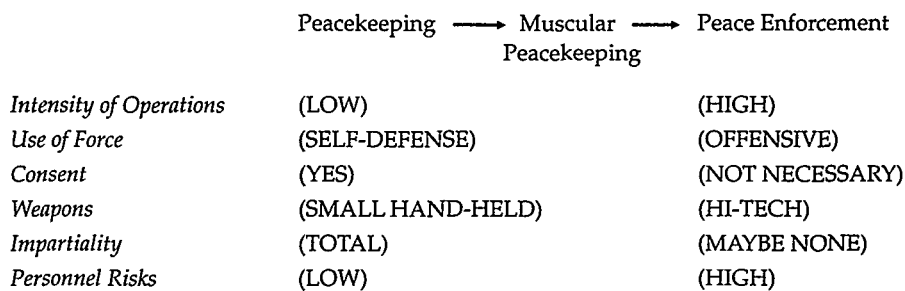 Peacekeeping → Muscular → Peace Enforcement
Peacekeeping
Intensity of Operations (LOW) (HIGH)
Use of Force (SELF-DEFENSE) (OFFENSIVE)
Consent (YES) (NOT NECESSARY)
Weapons (SMALL HAND-HELD) (HI-TECH)
Impartiality (TOTAL) (MAYBE NONE)
Personnel Risks (LOW) (HIGH)